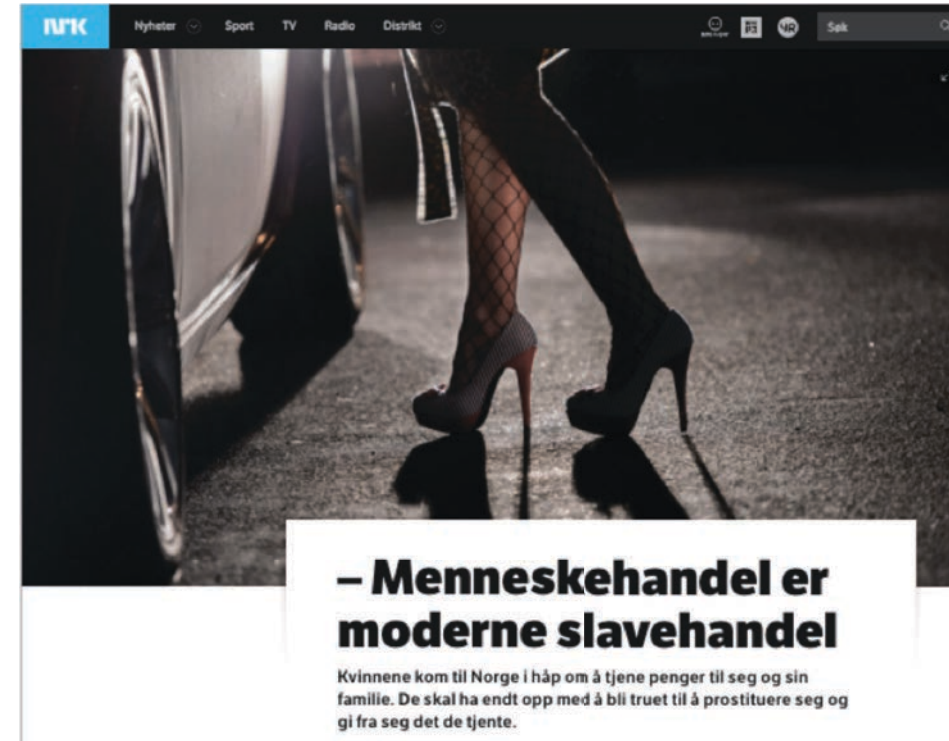 NRK
Nyheter Sport TV Radio Distrikt
YR
Søk
– Menneskehandel er
moderne slavehandel
Kvinnene kom til Norge i håp om å tjene penger til seg og sin
familie. De skal ha endt opp med å bli truet til å prostituere seg og
gi fra seg det de tjente.